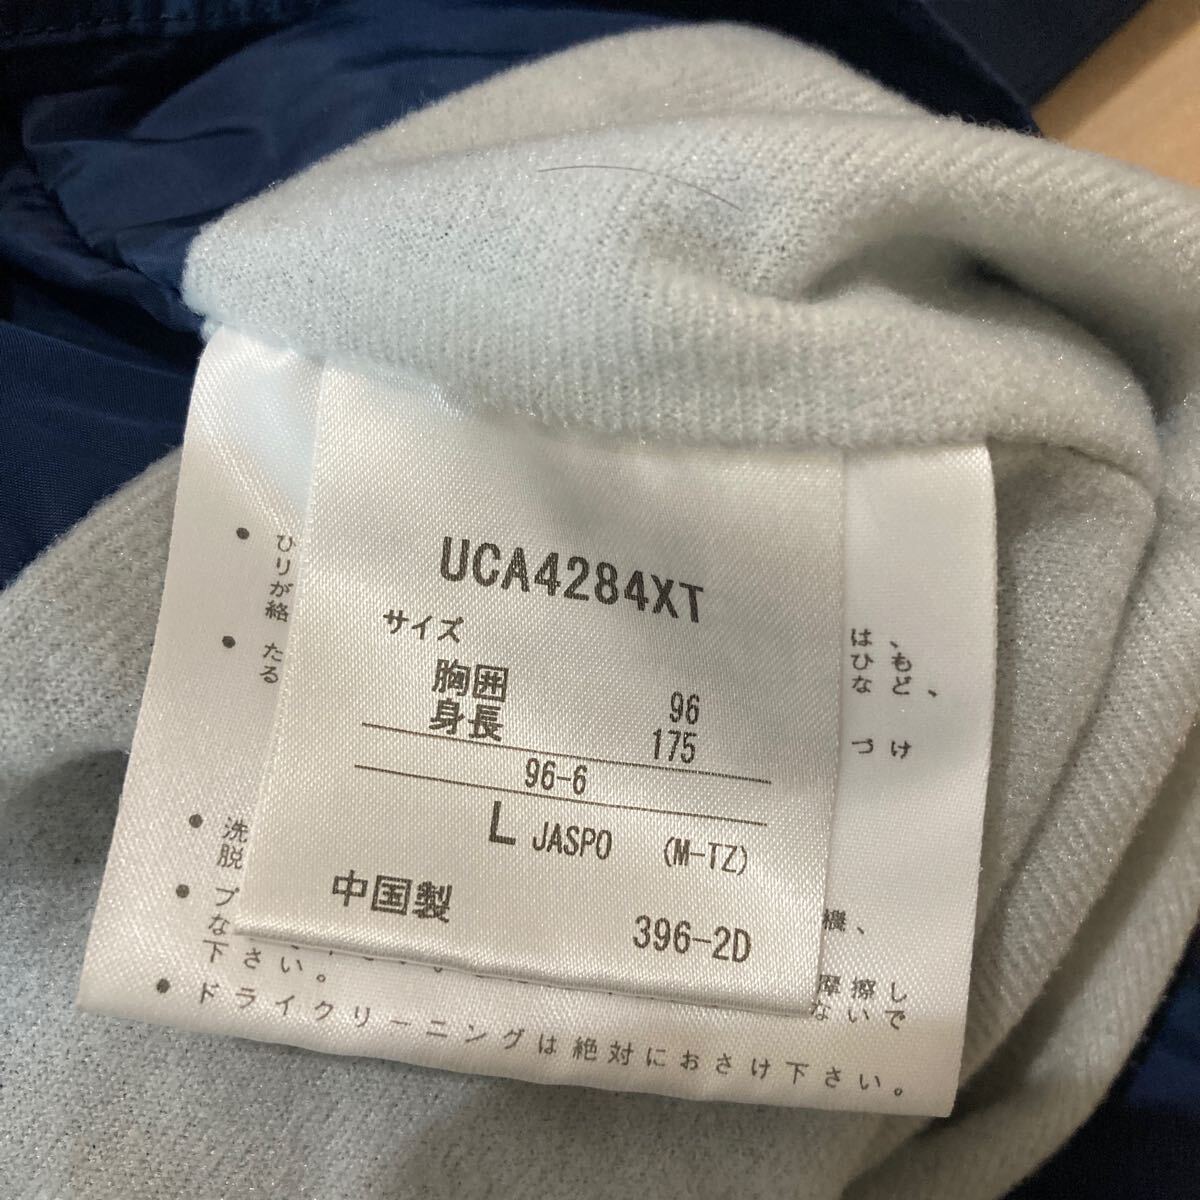 UCA4284XT
サイズ
胸囲 96
身長 175
96-6
L JASPO (M-TZ)
中国製 396-2D
● ひ
りが
絡
● た
る
は、
ひも
など、
づけ
● 洗
脱
機、
● プ
な
摩擦し
ないで
下さい。
● ドライクリーニングは絶対におさけ下さい。